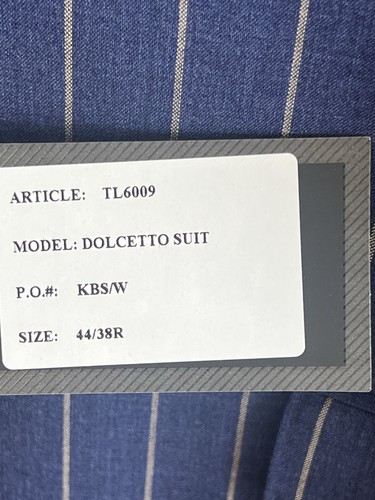 ARTICLE: TL6009
MODEL: DOLCETTO SUIT
P.O.#: KBS/W
SIZE: 44/38R